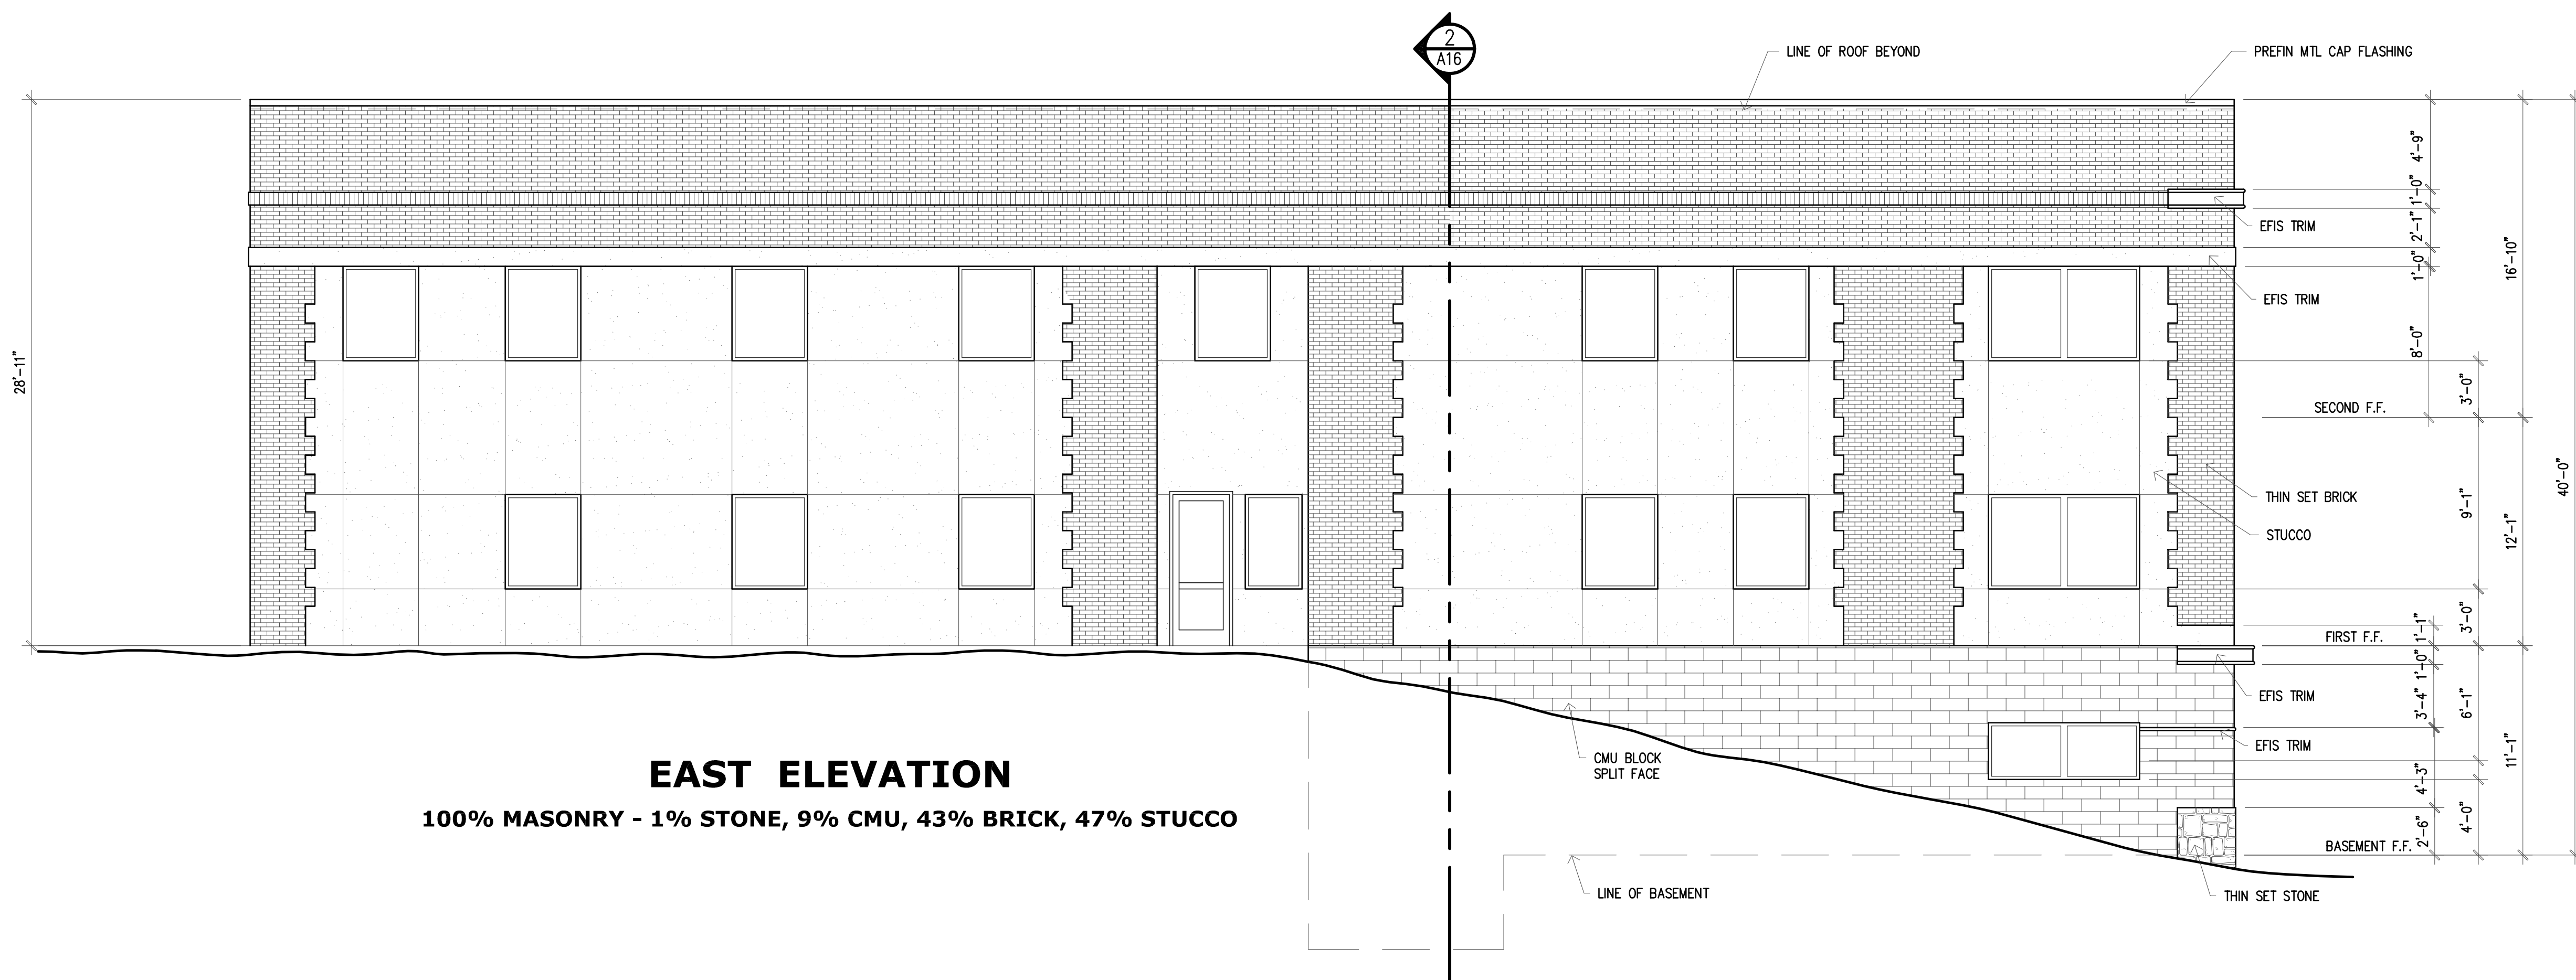 2
A16
LINE OF ROOF BEYOND
PREFIN MTL CAP FLASHING
4'-9"
1'-0"
EFIS TRIM
2'-1"
1'-0"
16'-10"
EFIS TRIM
28'-11"
8'-0"
3'-0"
SECOND F.F.
40'-0"
THIN SET BRICK
9'-1"
STUCCO
12'-1"
FIRST F.F.
1'-1"
3'-0"
1'-0"
EFIS TRIM
3'-4"
6'-1"
EFIS TRIM
11'-1"
CMU BLOCK
SPLIT FACE
4'-3"
EAST ELEVATION
100% MASONRY - 1% STONE, 9% CMU, 43% BRICK, 47% STUCCO
2'-6"
4'-0"
BASEMENT F.F.
LINE OF BASEMENT
THIN SET STONE